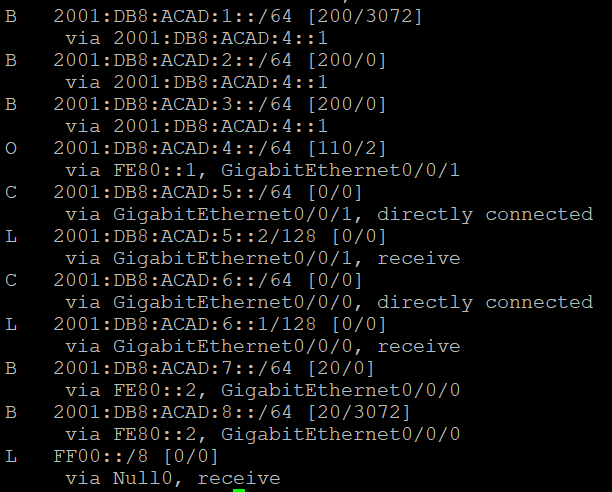 B   2001:DB8:ACAD:1::/64 [200/3072]
     via 2001:DB8:ACAD:4::1
B   2001:DB8:ACAD:2::/64 [200/0]
     via 2001:DB8:ACAD:4::1
B   2001:DB8:ACAD:3::/64 [200/0]
     via 2001:DB8:ACAD:4::1
O   2001:DB8:ACAD:4::/64 [110/2]
     via FE80::1, GigabitEthernet0/0/1
C   2001:DB8:ACAD:5::/64 [0/0]
     via GigabitEthernet0/0/1, directly connected
L   2001:DB8:ACAD:5::2/128 [0/0]
     via GigabitEthernet0/0/1, receive
C   2001:DB8:ACAD:6::/64 [0/0]
     via GigabitEthernet0/0/0, directly connected
L   2001:DB8:ACAD:6::1/128 [0/0]
     via GigabitEthernet0/0/0, receive
B   2001:DB8:ACAD:7::/64 [20/0]
     via FE80::2, GigabitEthernet0/0/0
B   2001:DB8:ACAD:8::/64 [20/3072]
     via FE80::2, GigabitEthernet0/0/0
L   FF00::/8 [0/0]
     via Null0, receive